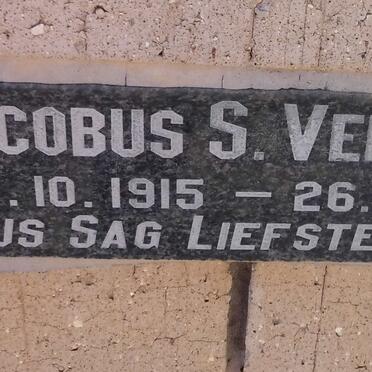 COBUS S. VE
.10.1915 – 26.
US SAG LIEFSTE